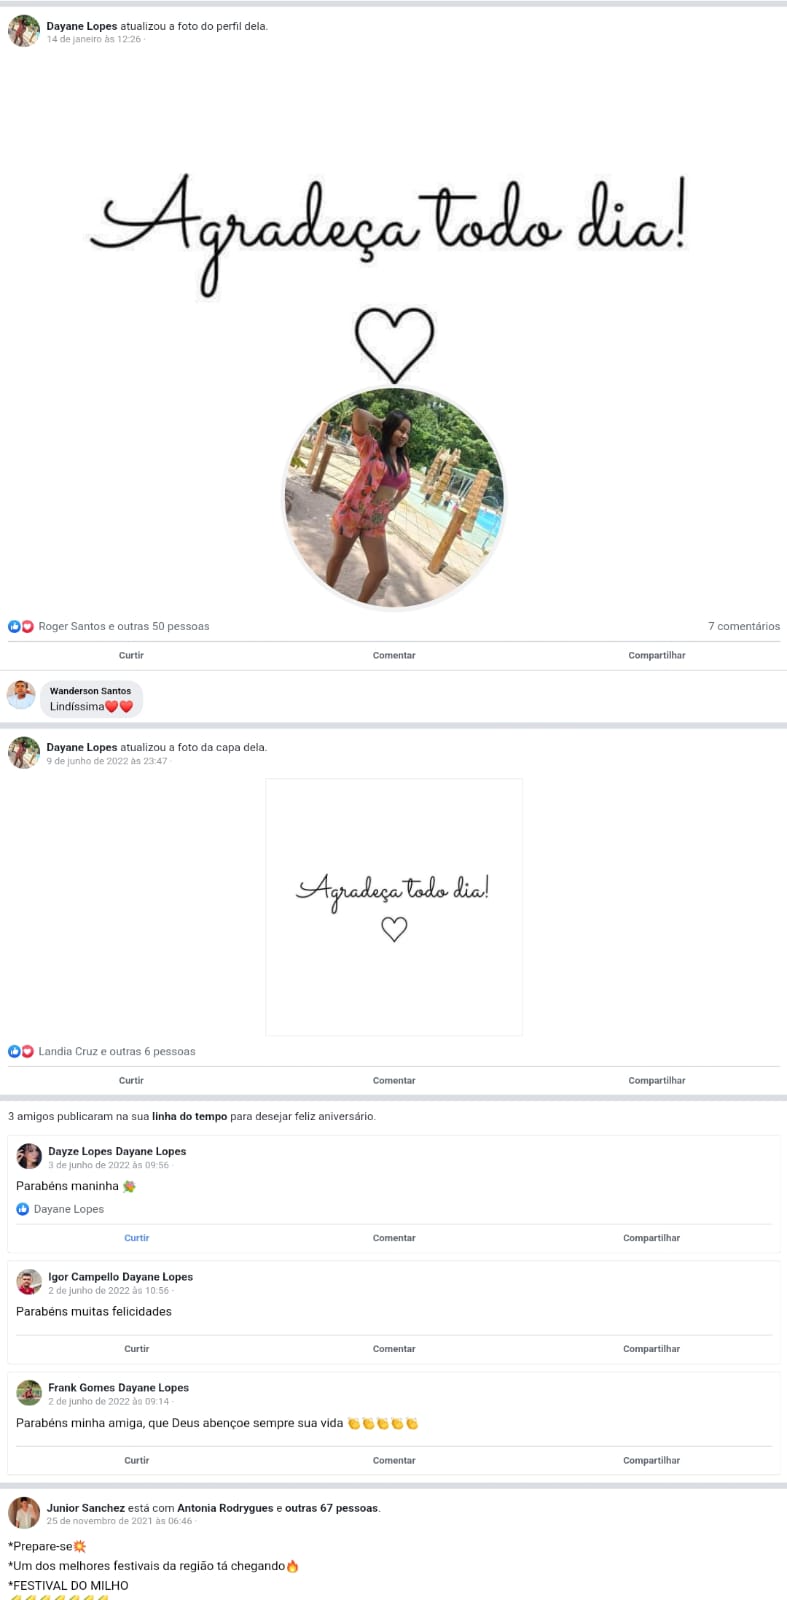 Dayane Lopes atualizou a foto do perfil dela.
14 de janeiro às 12:26 ·
Agradeça todo dia!
Roger Santos e outras 50 pessoas
7 comentários
Curtir Comentar Compartilhar
Wanderson Santos
Lindíssima❤️❤️
Dayane Lopes atualizou a foto da capa dela.
9 de junho de 2022 às 23:47 ·
Agradeça todo dia!
Landia Cruz e outras 6 pessoas
Curtir Comentar Compartilhar
3 amigos publicaram na sua linha do tempo para desejar feliz aniversário.
Dayze Lopes Dayane Lopes
3 de junho de 2022 às 09:56 ·
Parabéns maninha 💐
Dayane Lopes
Curtir Comentar Compartilhar
Igor Campello Dayane Lopes
2 de junho de 2022 às 10:56 ·
Parabéns muitas felicidades
Curtir Comentar Compartilhar
Frank Gomes Dayane Lopes
2 de junho de 2022 às 09:14 ·
Parabéns minha amiga, que Deus abençoe sempre sua vida 👏👏👏👏👏
Curtir Comentar Compartilhar
Junior Sanchez está com Antonia Rodrygues e outras 67 pessoas.
25 de novembro de 2021 às 06:46 ·
*Prepare-se💥
*Um dos melhores festivais da região tá chegando🔥
*FESTIVAL DO MILHO
🌽🌽🌽🌽🌽🌽🌽